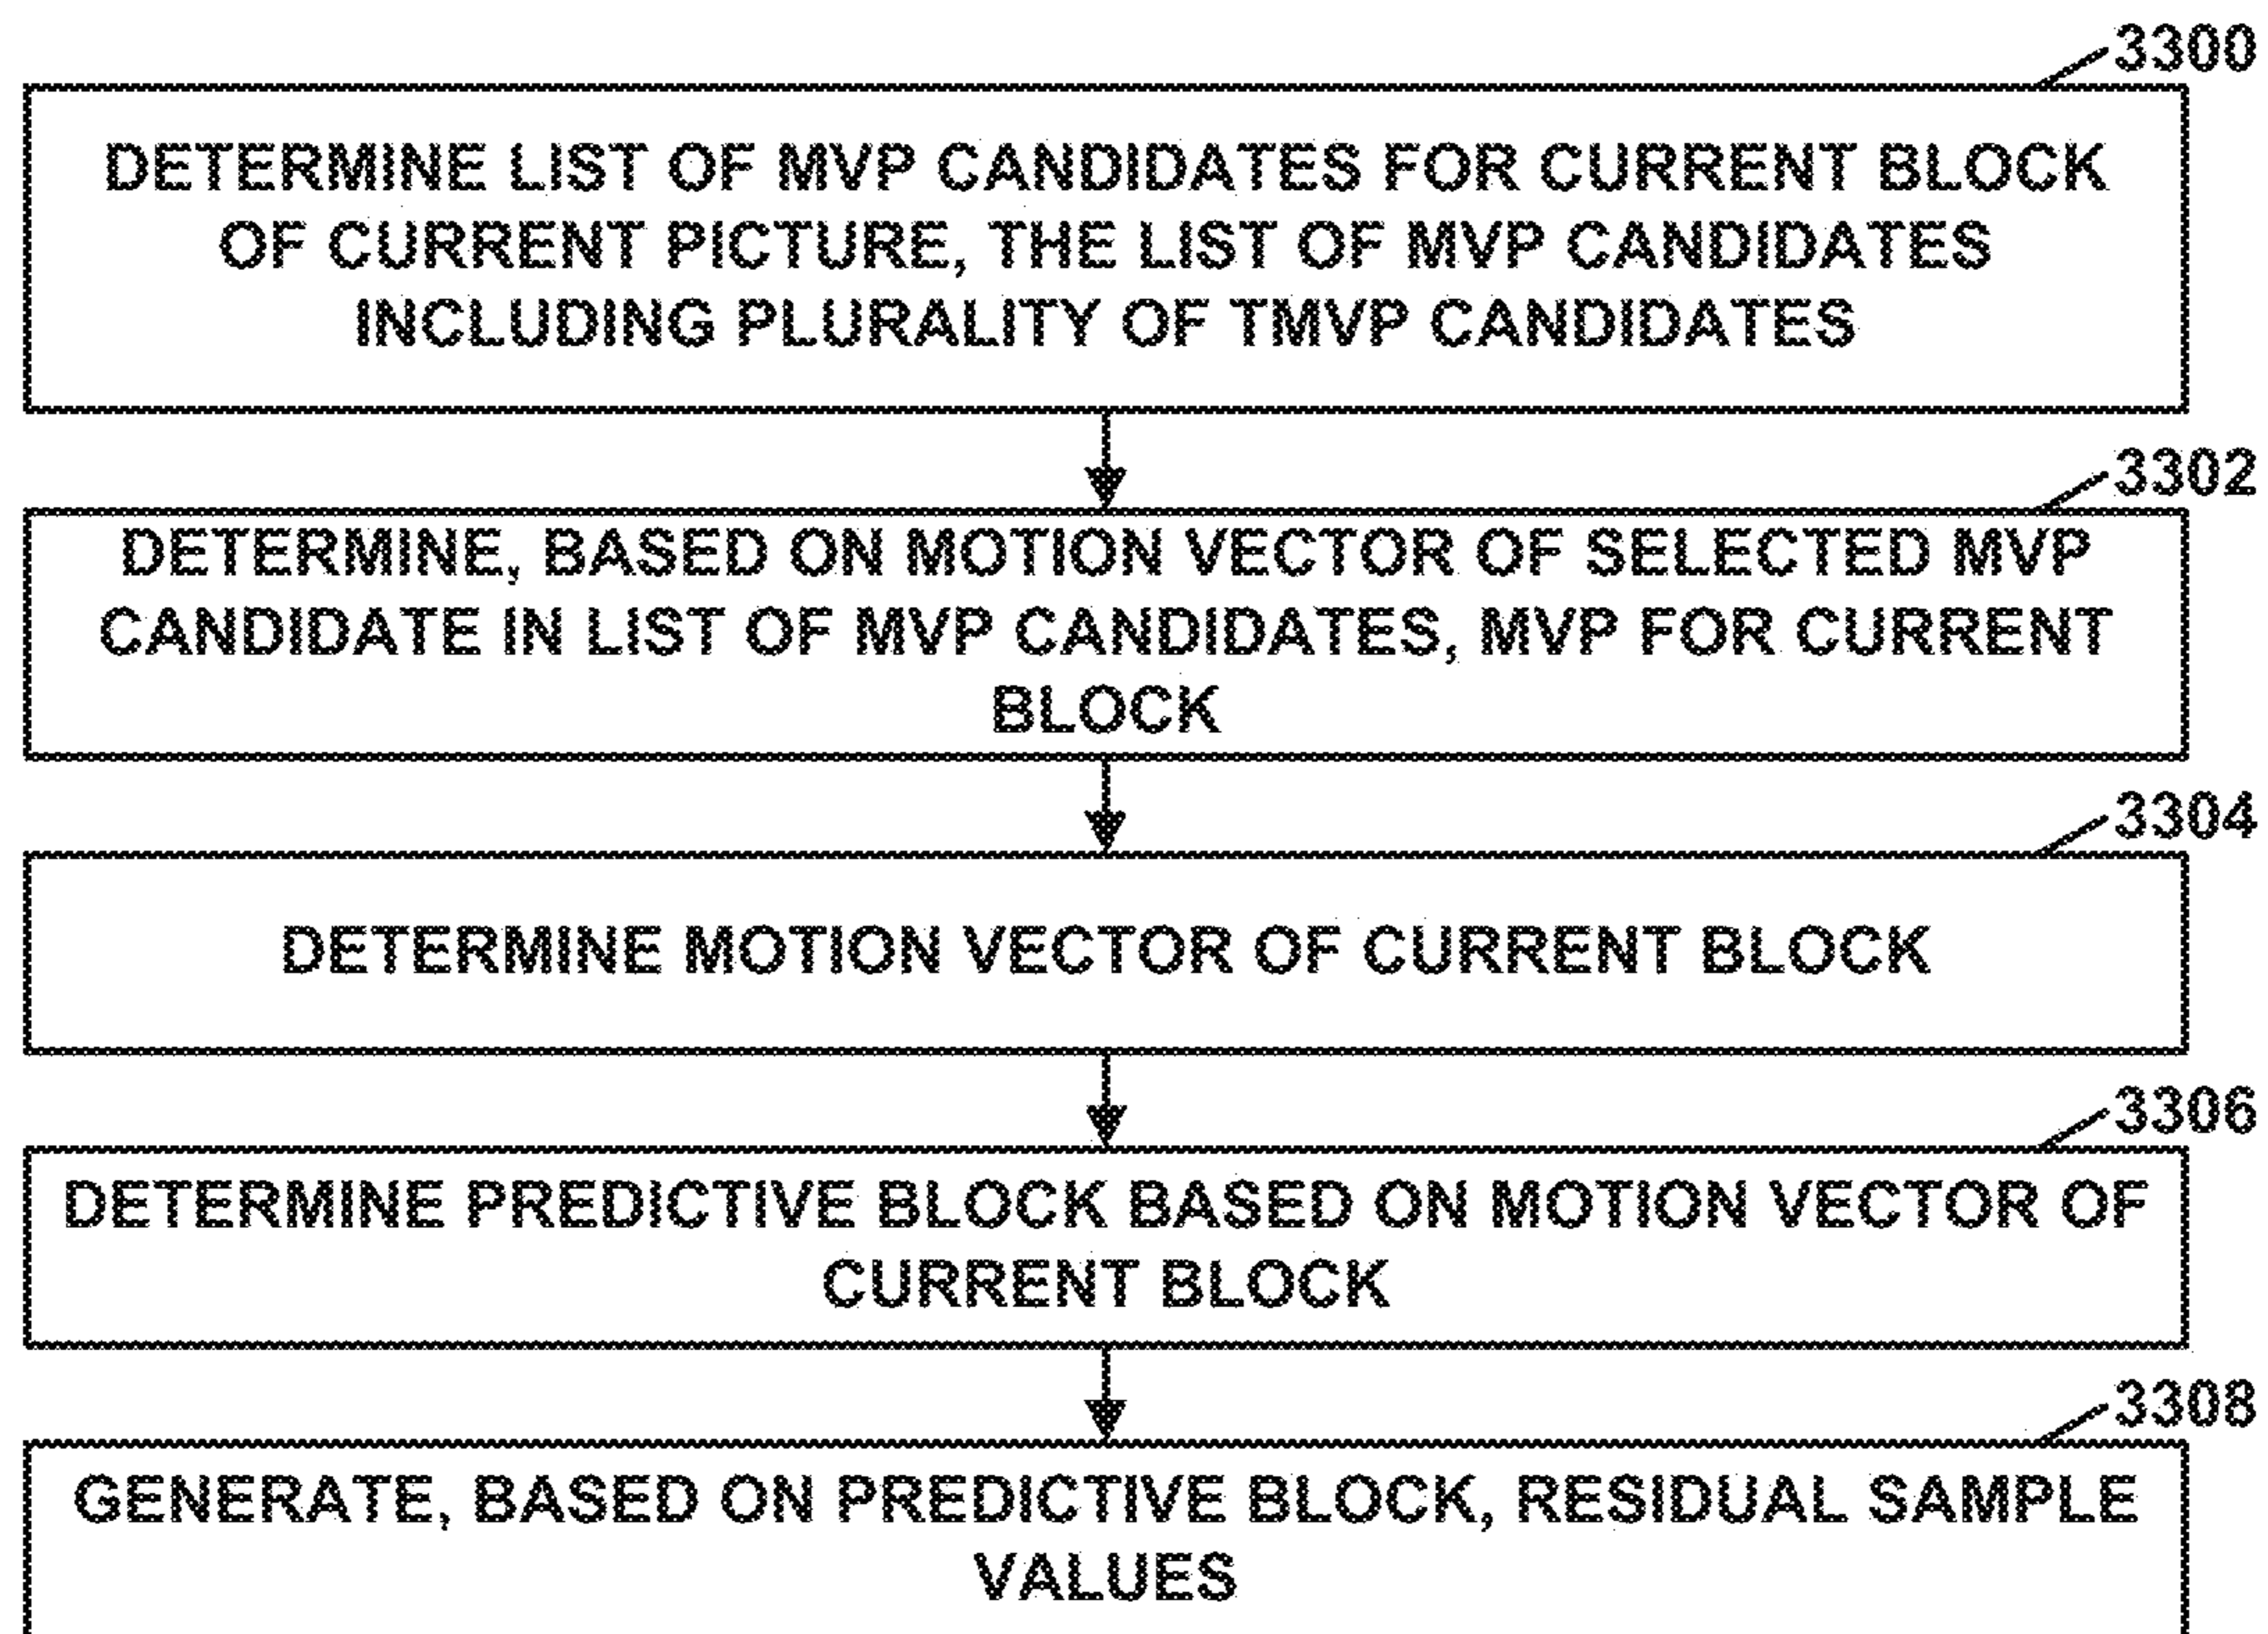 3300
DETERMINE LIST OF MVP CANDIDATES FOR CURRENT BLOCK
OF CURRENT PICTURE, THE LIST OF MVP CANDIDATES
INCLUDING PLURALITY OF TMVP CANDIDATES
3302
DETERMINE, BASED ON MOTION VECTOR OF SELECTED MVP
CANDIDATE IN LIST OF MVP CANDIDATES, MVP FOR CURRENT
BLOCK
3304
DETERMINE MOTION VECTOR OF CURRENT BLOCK
3306
DETERMINE PREDICTIVE BLOCK BASED ON MOTION VECTOR OF
CURRENT BLOCK
3308
GENERATE, BASED ON PREDICTIVE BLOCK, RESIDUAL SAMPLE
VALUES